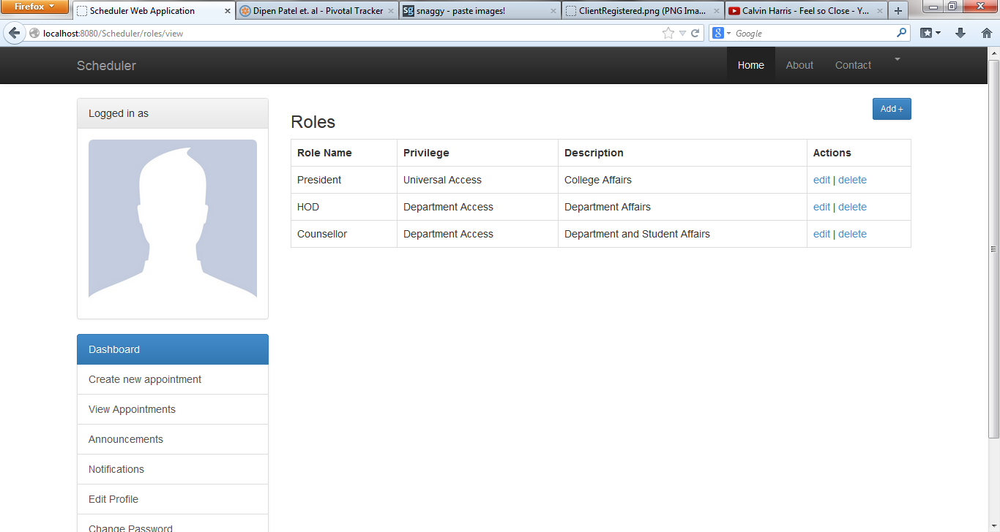 Firefox
Scheduler Web Application
Dipen Patel et. al - Pivotal Tracker
snaggy - paste images!
ClientRegistered.png (PNG Ima...
Calvin Harris - Feel so Close - Y...
localhost:8080/Scheduler/roles/view
Google
Scheduler
Home
About
Contact
Logged in as
Add +
Roles
Role Name Privilege Description Actions
President Universal Access College Affairs edit | delete
HOD Department Access Department Affairs edit | delete
Counsellor Department Access Department and Student Affairs edit | delete
Dashboard
Create new appointment
View Appointments
Announcements
Notifications
Edit Profile
Change Password